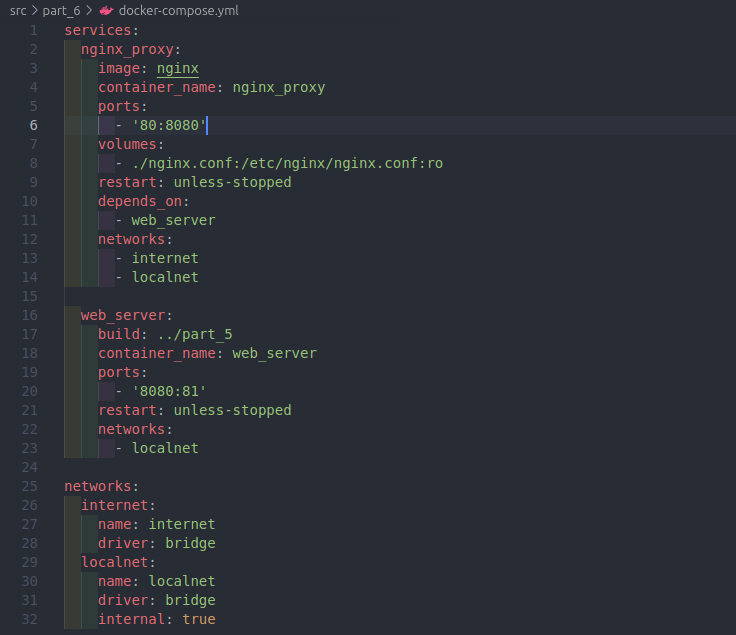 src > part_6 > docker-compose.yml
1 services:
2   nginx_proxy:
3     image: nginx
4     container_name: nginx_proxy
5     ports:
6       - '80:8080'
7     volumes:
8       - ./nginx.conf:/etc/nginx/nginx.conf:ro
9     restart: unless-stopped
10     depends_on:
11       - web_server
12     networks:
13       - internet
14       - localnet
15
16   web_server:
17     build: ../part_5
18     container_name: web_server
19     ports:
20       - '8080:81'
21     restart: unless-stopped
22     networks:
23       - localnet
24
25 networks:
26   internet:
27     name: internet
28     driver: bridge
29   localnet:
30     name: localnet
31     driver: bridge
32     internal: true